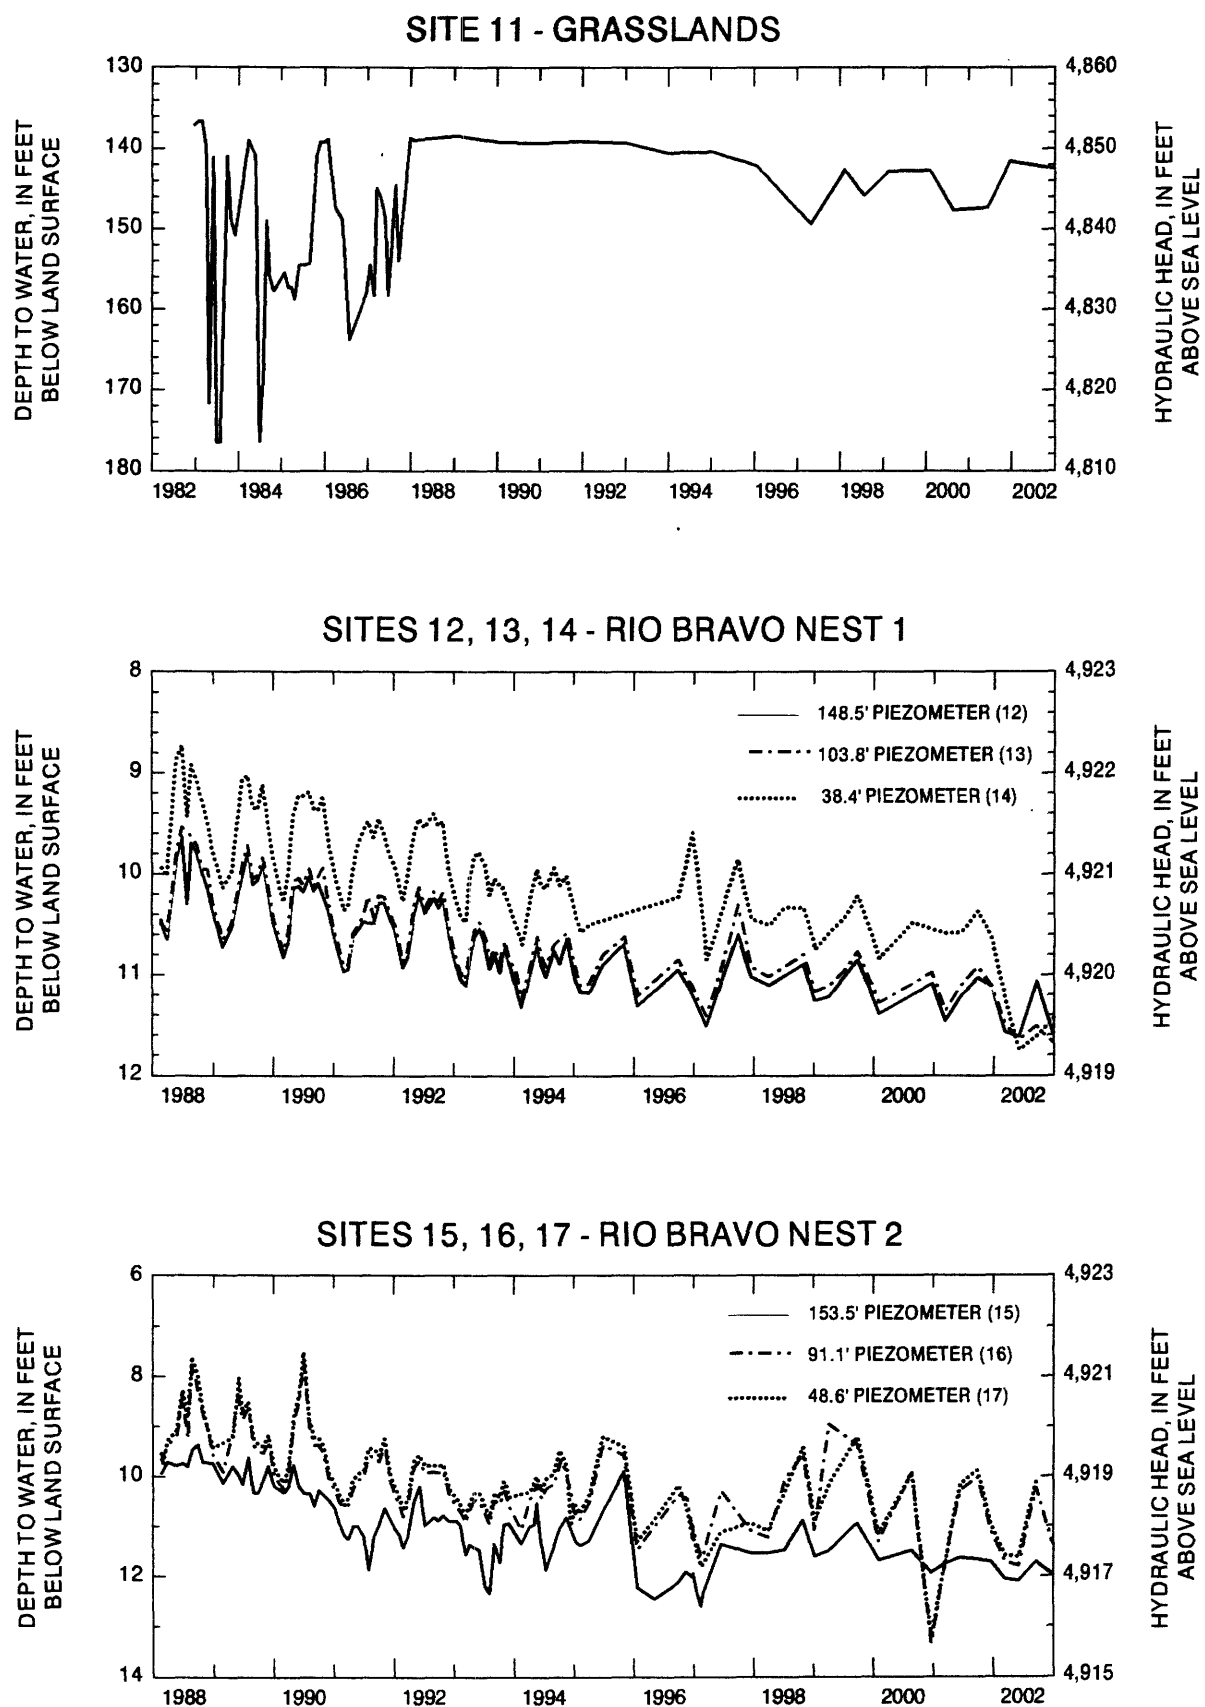 SITE 11 - GRASSLANDS
DEPTH TO WATER, IN FEET
BELOW LAND SURFACE
130
140
150
160
170
180
4,860
4,850
4,840
4,830
4,820
4,810
HYDRAULIC HEAD, IN FEET
ABOVE SEA LEVEL
1982 1984 1986 1988 1990 1992 1994 1996 1998 2000 2002
SITES 12, 13, 14 - RIO BRAVO NEST 1
DEPTH TO WATER, IN FEET
BELOW LAND SURFACE
8
9
10
11
12
148.5' PIEZOMETER (12)
103.8' PIEZOMETER (13)
38.4' PIEZOMETER (14)
4,923
4,922
4,921
4,920
4,919
HYDRAULIC HEAD, IN FEET
ABOVE SEA LEVEL
1988 1990 1992 1994 1996 1998 2000 2002
SITES 15, 16, 17 - RIO BRAVO NEST 2
DEPTH TO WATER, IN FEET
BELOW LAND SURFACE
6
8
10
12
14
153.5' PIEZOMETER (15)
91.1' PIEZOMETER (16)
48.6' PIEZOMETER (17)
4,923
4,921
4,919
4,917
4,915
HYDRAULIC HEAD, IN FEET
ABOVE SEA LEVEL
1988 1990 1992 1994 1996 1998 2000 2002